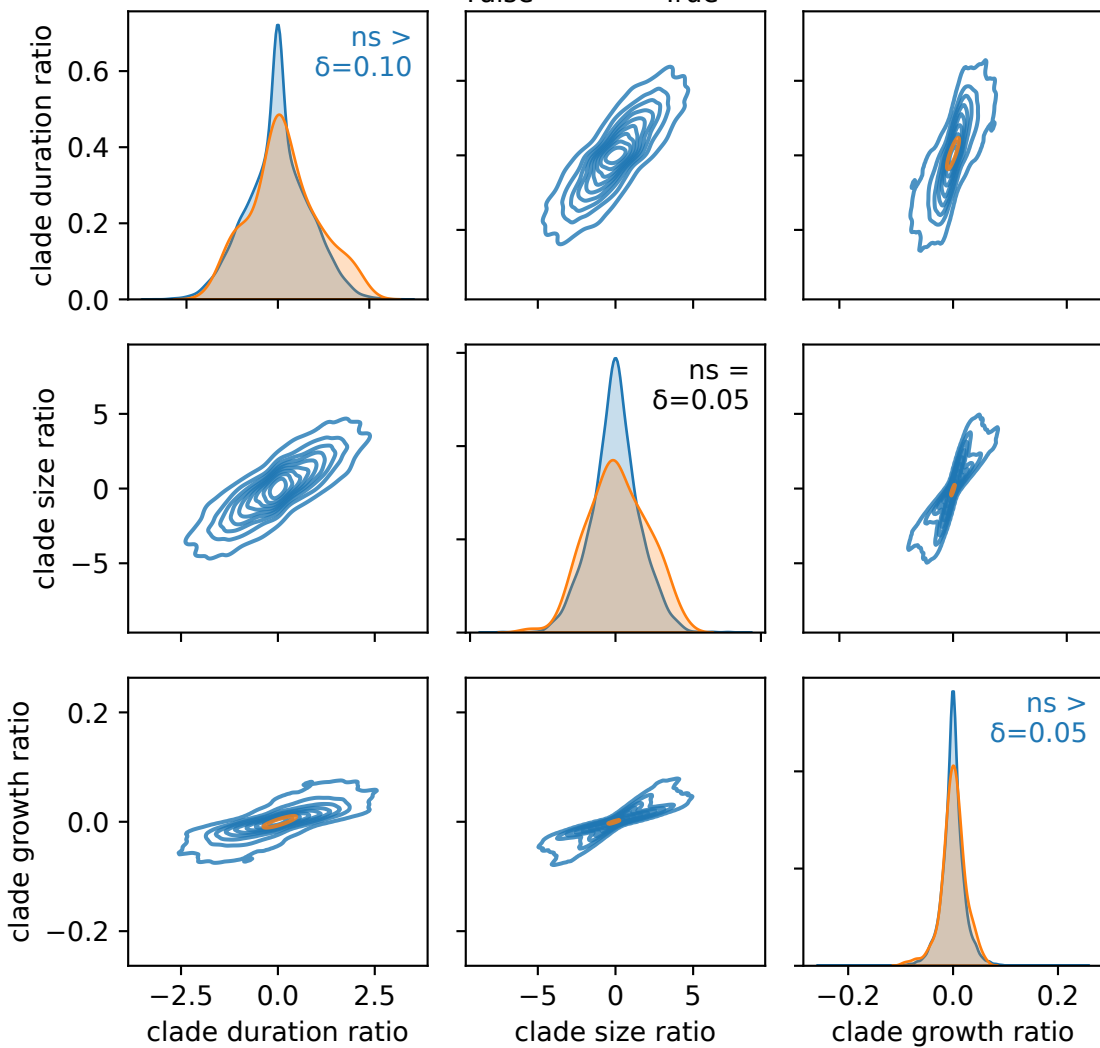 clade duration ratio
0.6
0.4
0.2
0.0
ns >
δ=0.10
clade size ratio
5
0
−5
ns =
δ=0.05
clade growth ratio
0.2
0.0
−0.2
ns >
δ=0.05
−2.5 0.0 2.5
clade duration ratio
−5 0 5
clade size ratio
−0.2 0.0 0.2
clade growth ratio